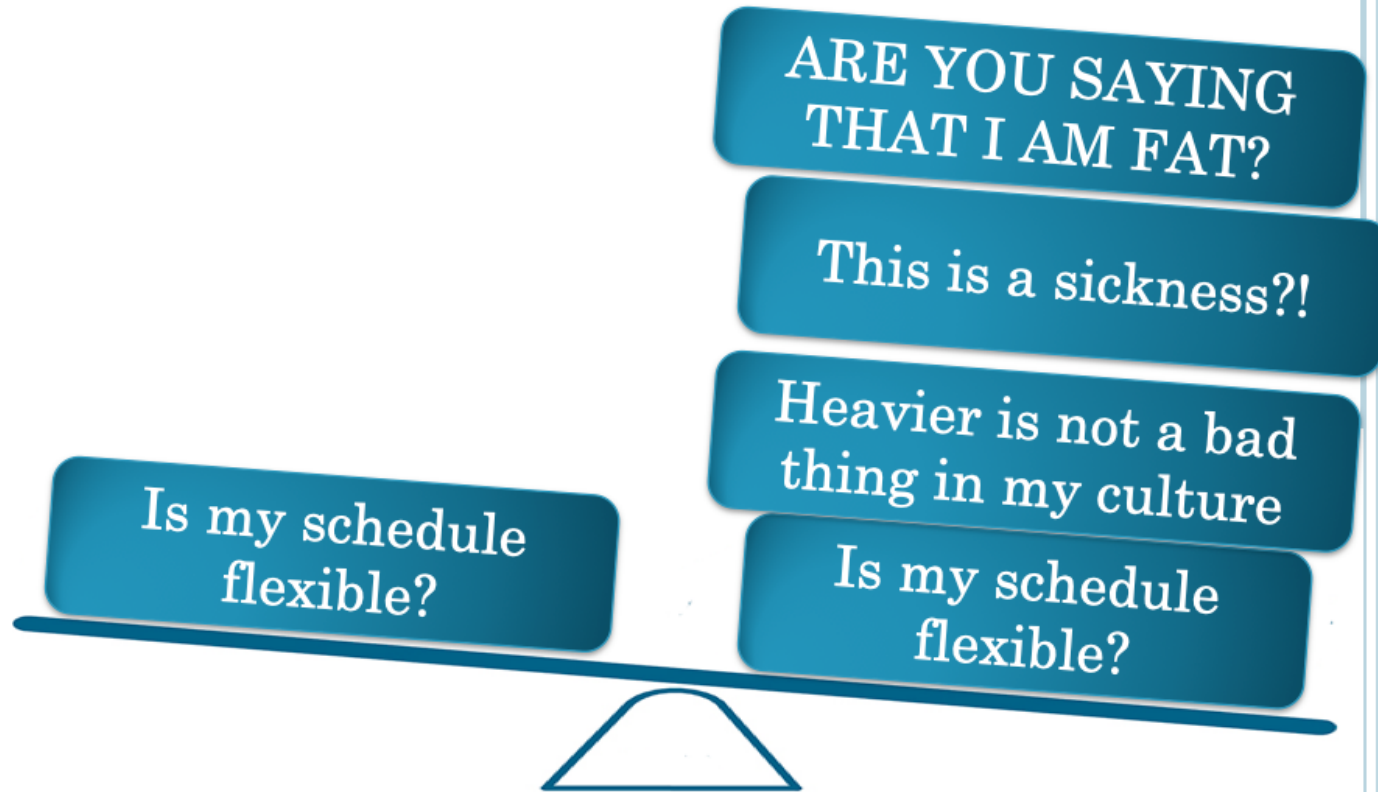 ARE YOU SAYING
THAT I AM FAT?
This is a sickness?!
Heavier is not a bad
thing in my culture
Is my schedule
flexible?
Is my schedule
flexible?